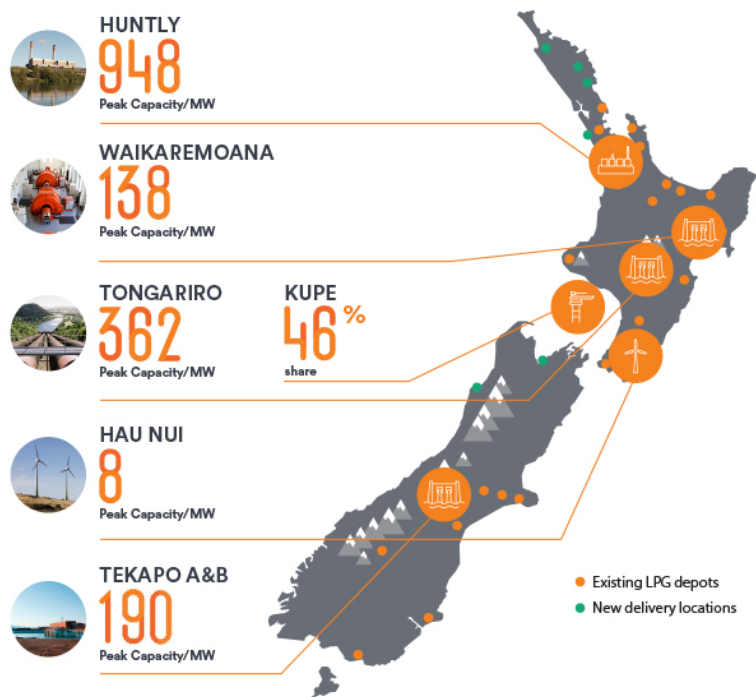 HUNTLY
948
Peak Capacity/MW
WAIKAREMOANA
138
Peak Capacity/MW
TONGARIRO
362
Peak Capacity/MW
KUPE
46%
share
HAU NUI
8
Peak Capacity/MW
TEKAPO A&B
190
Peak Capacity/MW
Existing LPG depots
New delivery locations